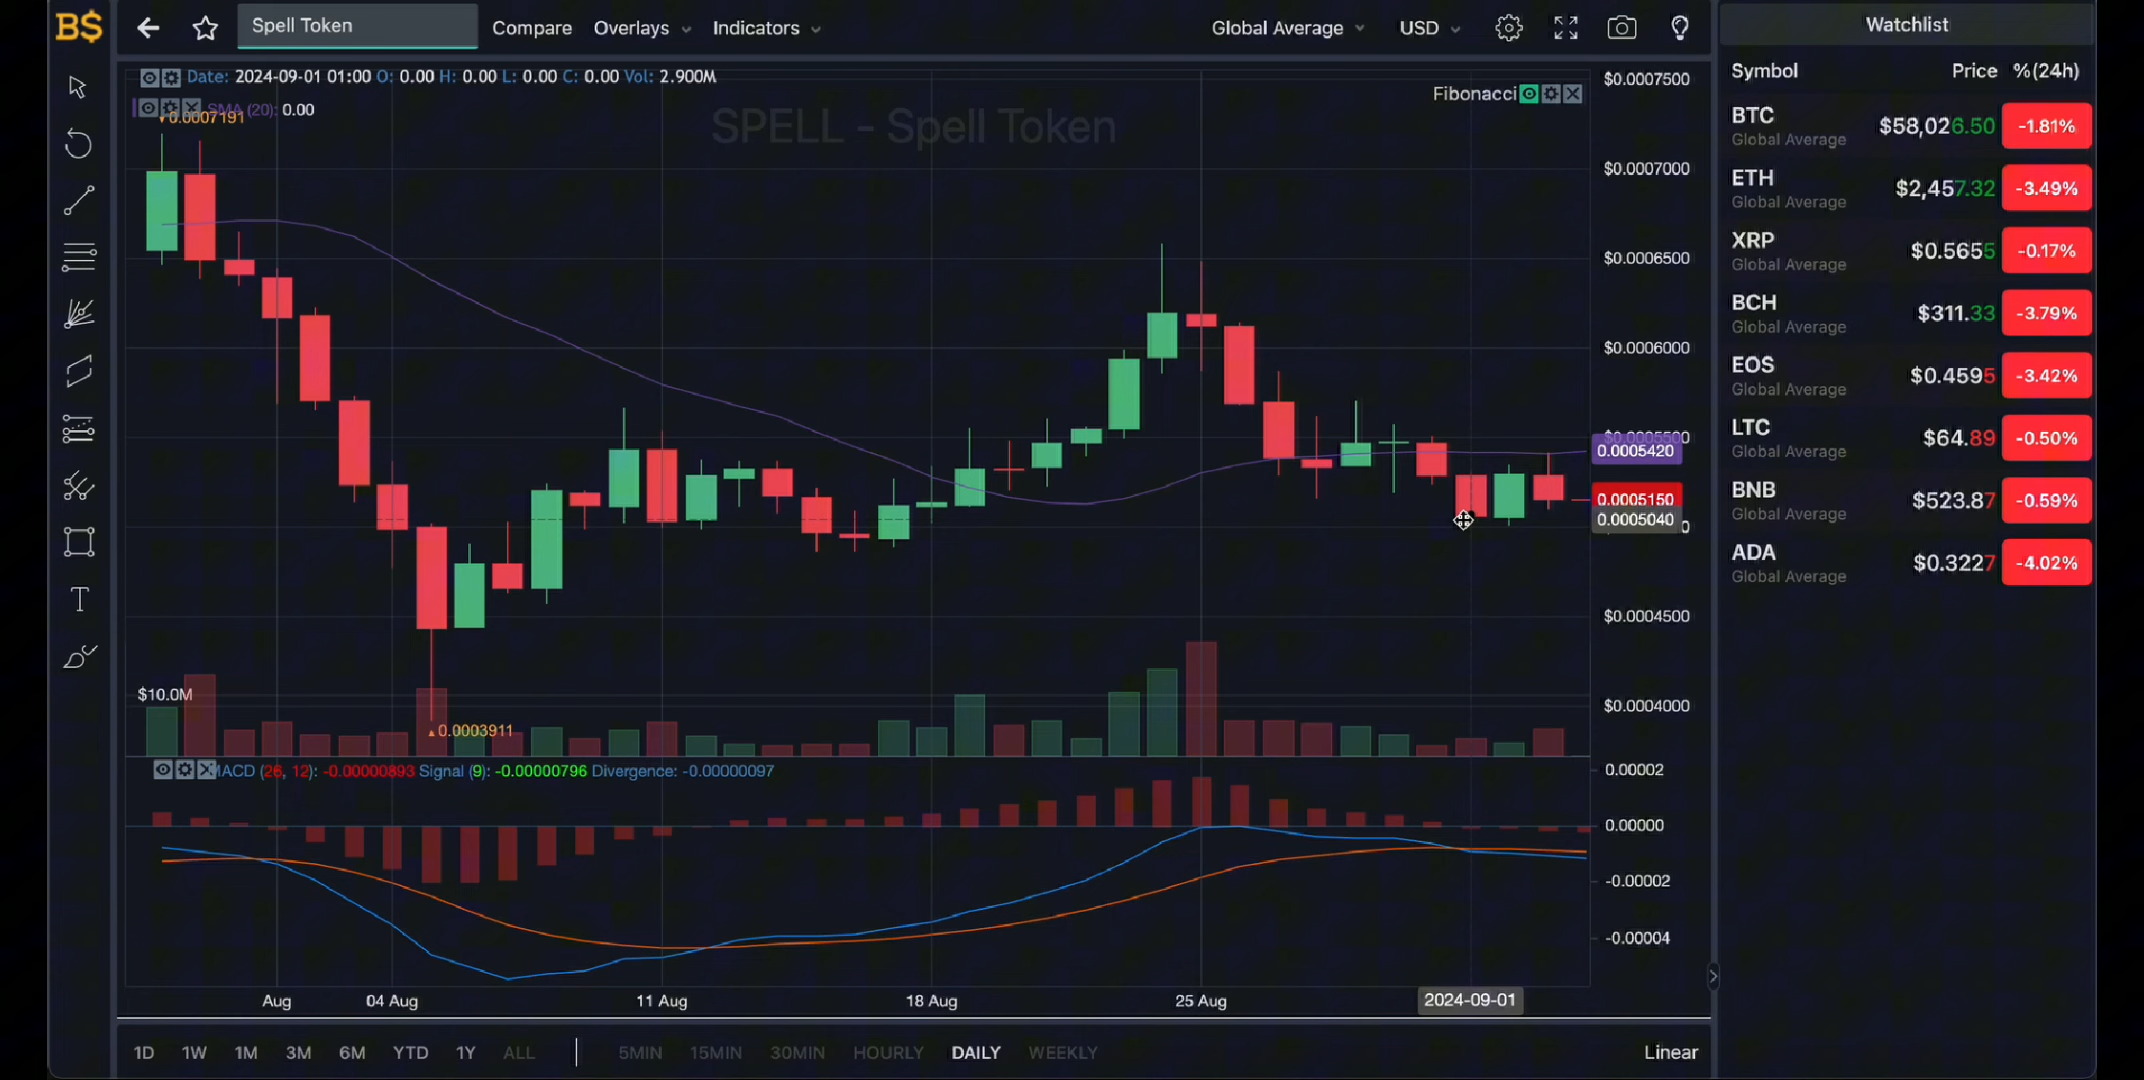 B$
Spell Token
Compare
Overlays
Indicators
Global Average
USD
Date: 2024-09-01 01:00 O: 0.00 H: 0.00 L: 0.00 C: 0.00 Vol: 2.900M
SMA (20): 0.00
0.0007191
SPELL - Spell Token
Fibonacci
$0.0007500
$0.0007000
$0.0006500
$0.0006000
$0.0005500
0.0005420
0.0005150
0.0005040
$0.0004500
$0.0004000
$10.0M
0.0003911
MACD (26, 12): -0.00000893 Signal (9): -0.00000796 Divergence: -0.00000097
0.00002
0.00000
-0.00002
-0.00004
Aug
04 Aug
11 Aug
18 Aug
25 Aug
2024-09-01
1D 1W 1M 3M 6M YTD 1Y ALL
5MIN 15MIN 30MIN HOURLY DAILY WEEKLY
Linear
Watchlist
Symbol Price %(24h)
BTC $58,026.50 -1.81%
Global Average
ETH $2,457.32 -3.49%
Global Average
XRP $0.5655 -0.17%
Global Average
BCH $311.33 -3.79%
Global Average
EOS $0.4595 -3.42%
Global Average
LTC $64.89 -0.50%
Global Average
BNB $523.87 -0.59%
Global Average
ADA $0.3227 -4.02%
Global Average